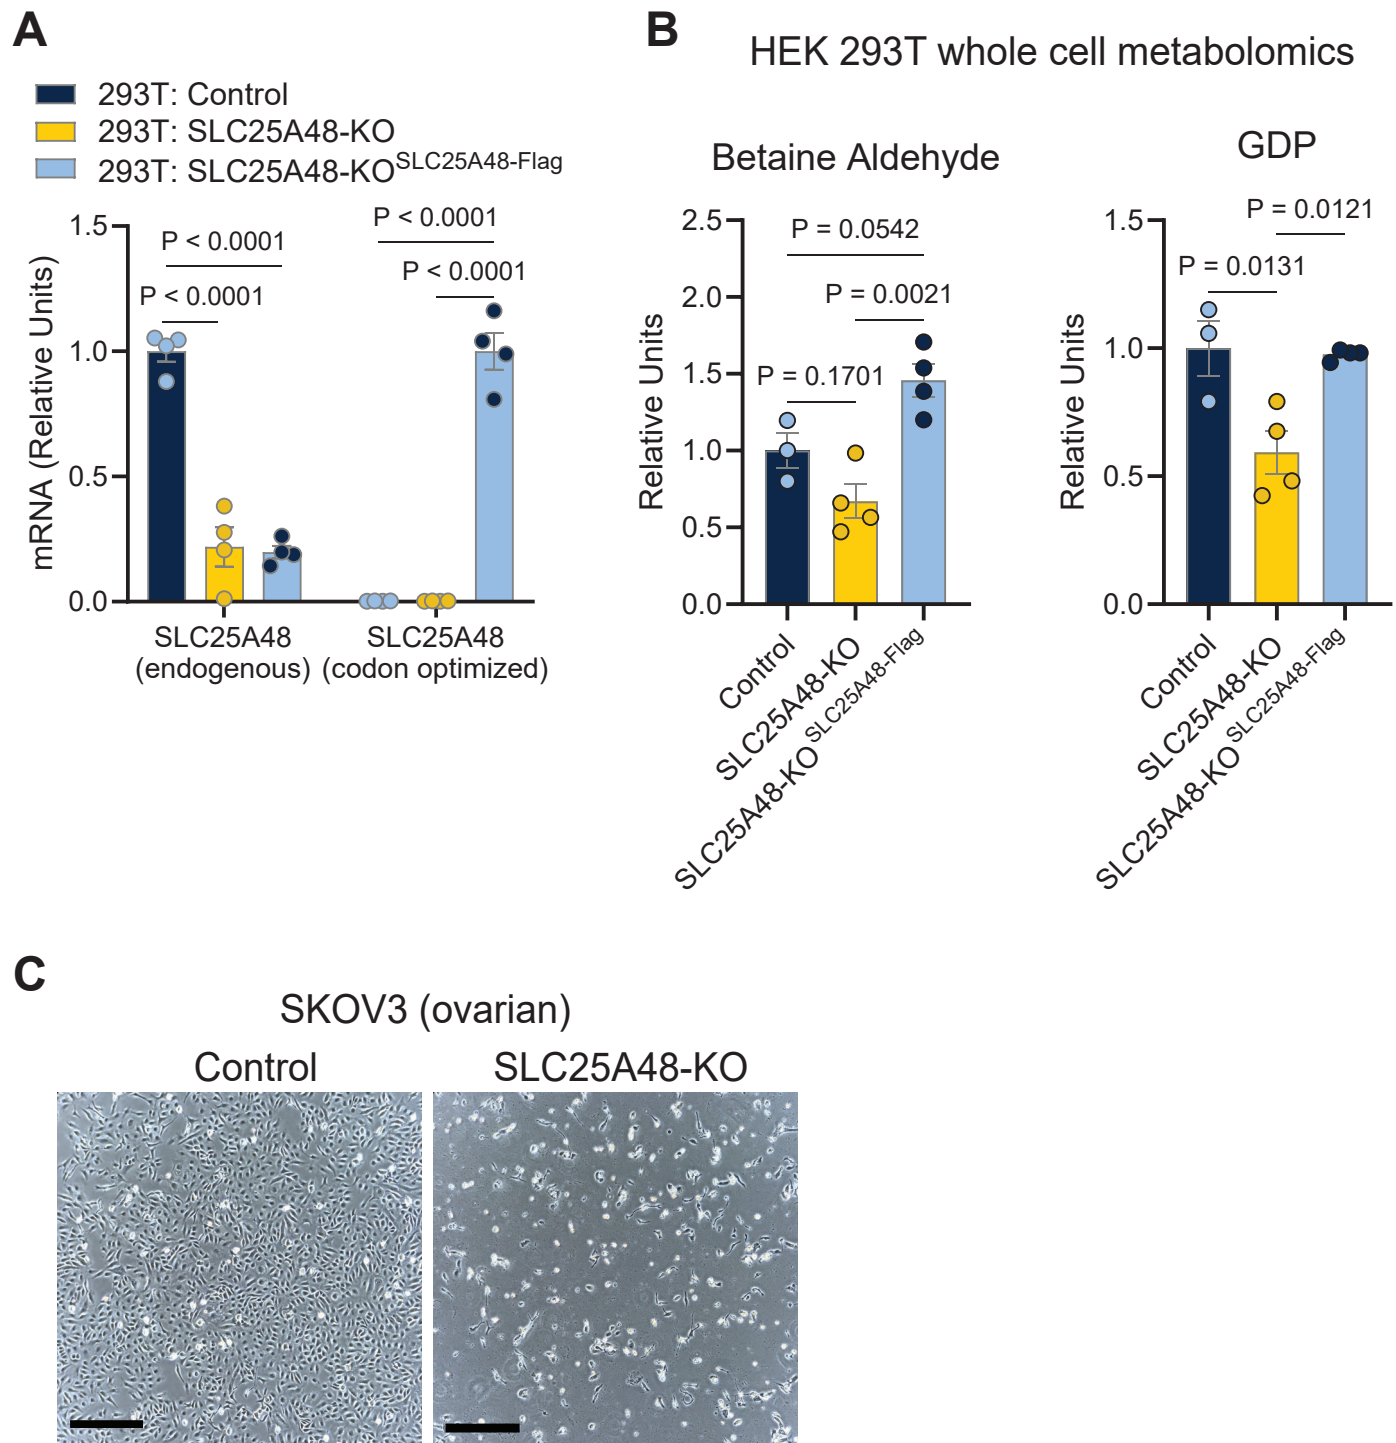 A
293T: Control
293T: SLC25A48-KO
293T: SLC25A48-KO^SLC25A48-Flag
mRNA (Relative Units)
1.5
1.0
0.5
0.0
P < 0.0001
P < 0.0001
P < 0.0001
P < 0.0001
SLC25A48
(endogenous)
SLC25A48
(codon optimized)
B
HEK 293T whole cell metabolomics
Betaine Aldehyde
Relative Units
2.5
2.0
1.5
1.0
0.5
0.0
P = 0.0542
P = 0.0021
P = 0.1701
Control
SLC25A48-KO
SLC25A48-KO^SLC25A48-Flag
GDP
Relative Units
1.5
1.0
0.5
0.0
P = 0.0121
P = 0.0131
Control
SLC25A48-KO
SLC25A48-KO^SLC25A48-Flag
C
SKOV3 (ovarian)
Control
SLC25A48-KO